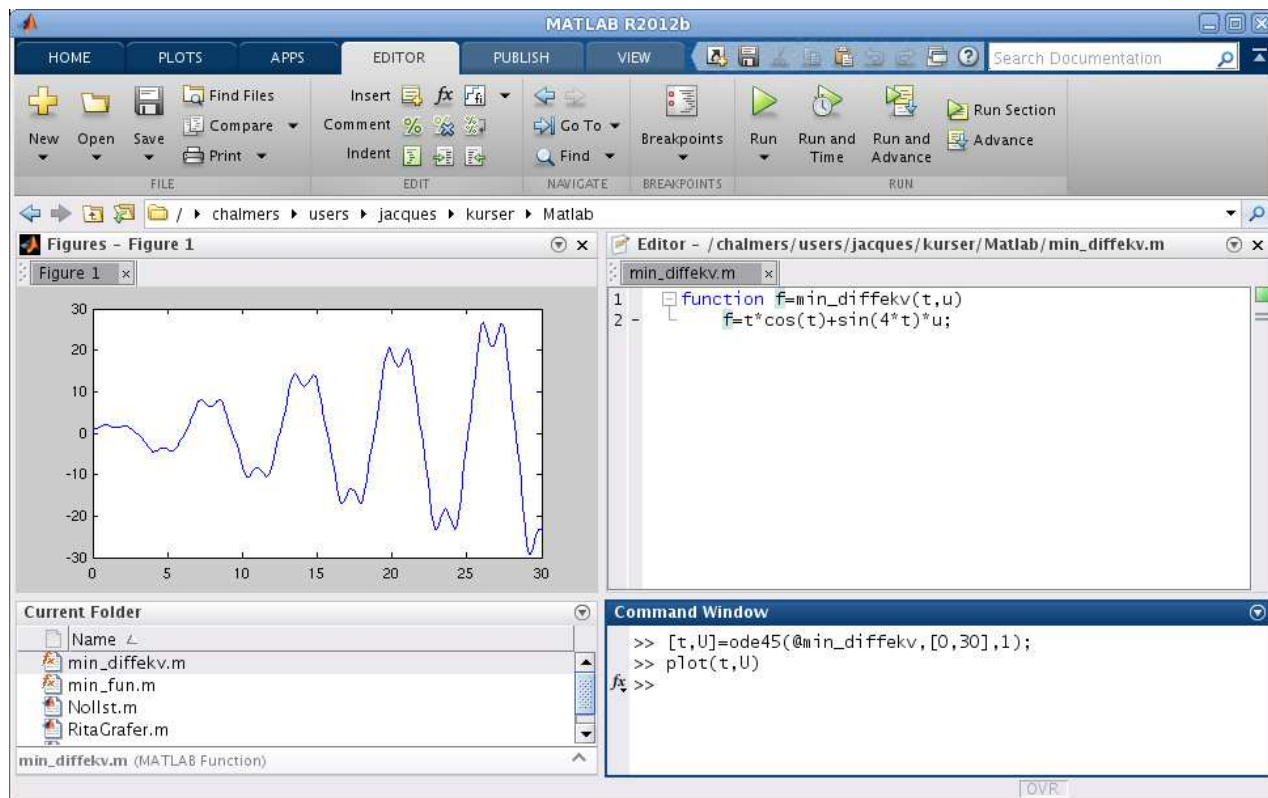 MATLAB R2012b
HOME PLOTS APPS EDITOR PUBLISH VIEW Search Documentation
New Open Save Find Files Compare Print
Insert fx fi
Comment
Indent
Go To
Find
Breakpoints
Run Run and Time Run and Advance Run Section Advance
FILE EDIT NAVIGATE BREAKPOINTS RUN
/ chalmers users jacques kurser Matlab
Figures - Figure 1
Figure 1
30
20
10
0
-10
-20
-30
0 5 10 15 20 25 30
Editor - /chalmers/users/jacques/kurser/Matlab/min_diffekv.m
min_diffekv.m
1 function f=min_diffekv(t,u)
2 - f=t*cos(t)+sin(4*t)*u;
Current Folder
Name
min_diffekv.m
min_fun.m
Nollst.m
RitaGrafer.m
min_diffekv.m (MATLAB Function)
Command Window
>> [t,U]=ode45(@min_diffekv,[0,30],1);
>> plot(t,U)
fx >>
OVR